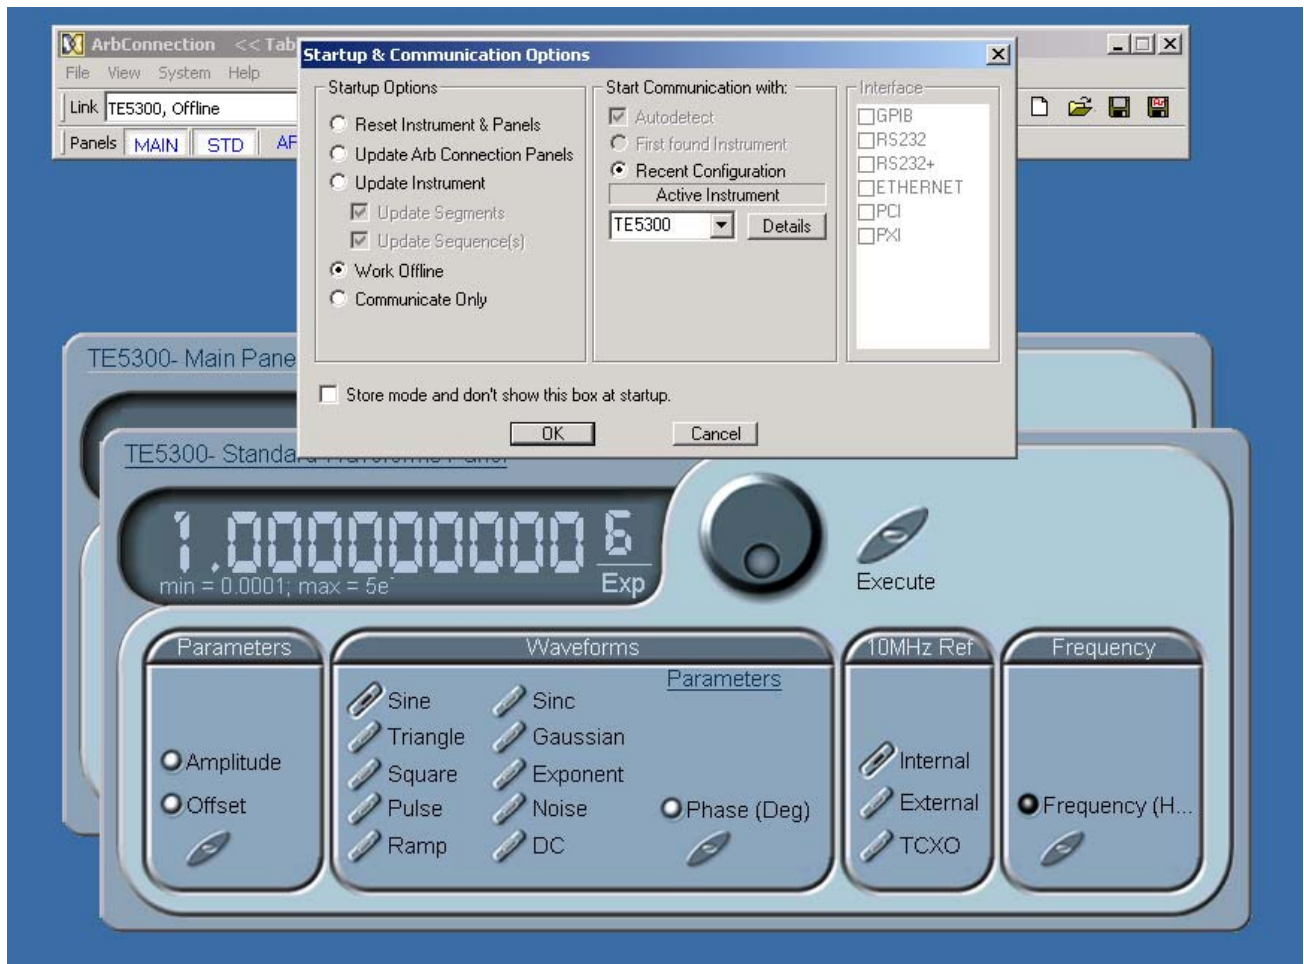 ArbConnection << Tab
File View System Help
Link TE5300, Offline
Panels MAIN STD AF
Startup & Communication Options
Startup Options
Reset Instrument & Panels
Update Arb Connection Panels
Update Instrument
Update Segments
Update Sequence(s)
Work Offline
Communicate Only
Start Communication with:
Autodetect
First found Instrument
Recent Configuration
Active Instrument
TE5300 Details
Interface
GPIB
RS232
RS232+
ETHERNET
PCI
PXI
Store mode and don't show this box at startup.
OK Cancel
TE5300- Main Pane
TE5300- Standard Waveforms Panel
1.000000000 6
min = 0.0001; max = 5e
Exp
Execute
Parameters
Amplitude
Offset
Waveforms
Parameters
Sine Sinc
Triangle Gaussian
Square Exponent
Pulse Noise
Ramp DC
Phase (Deg)
10MHz Ref
Internal
External
TCXO
Frequency
Frequency (H...